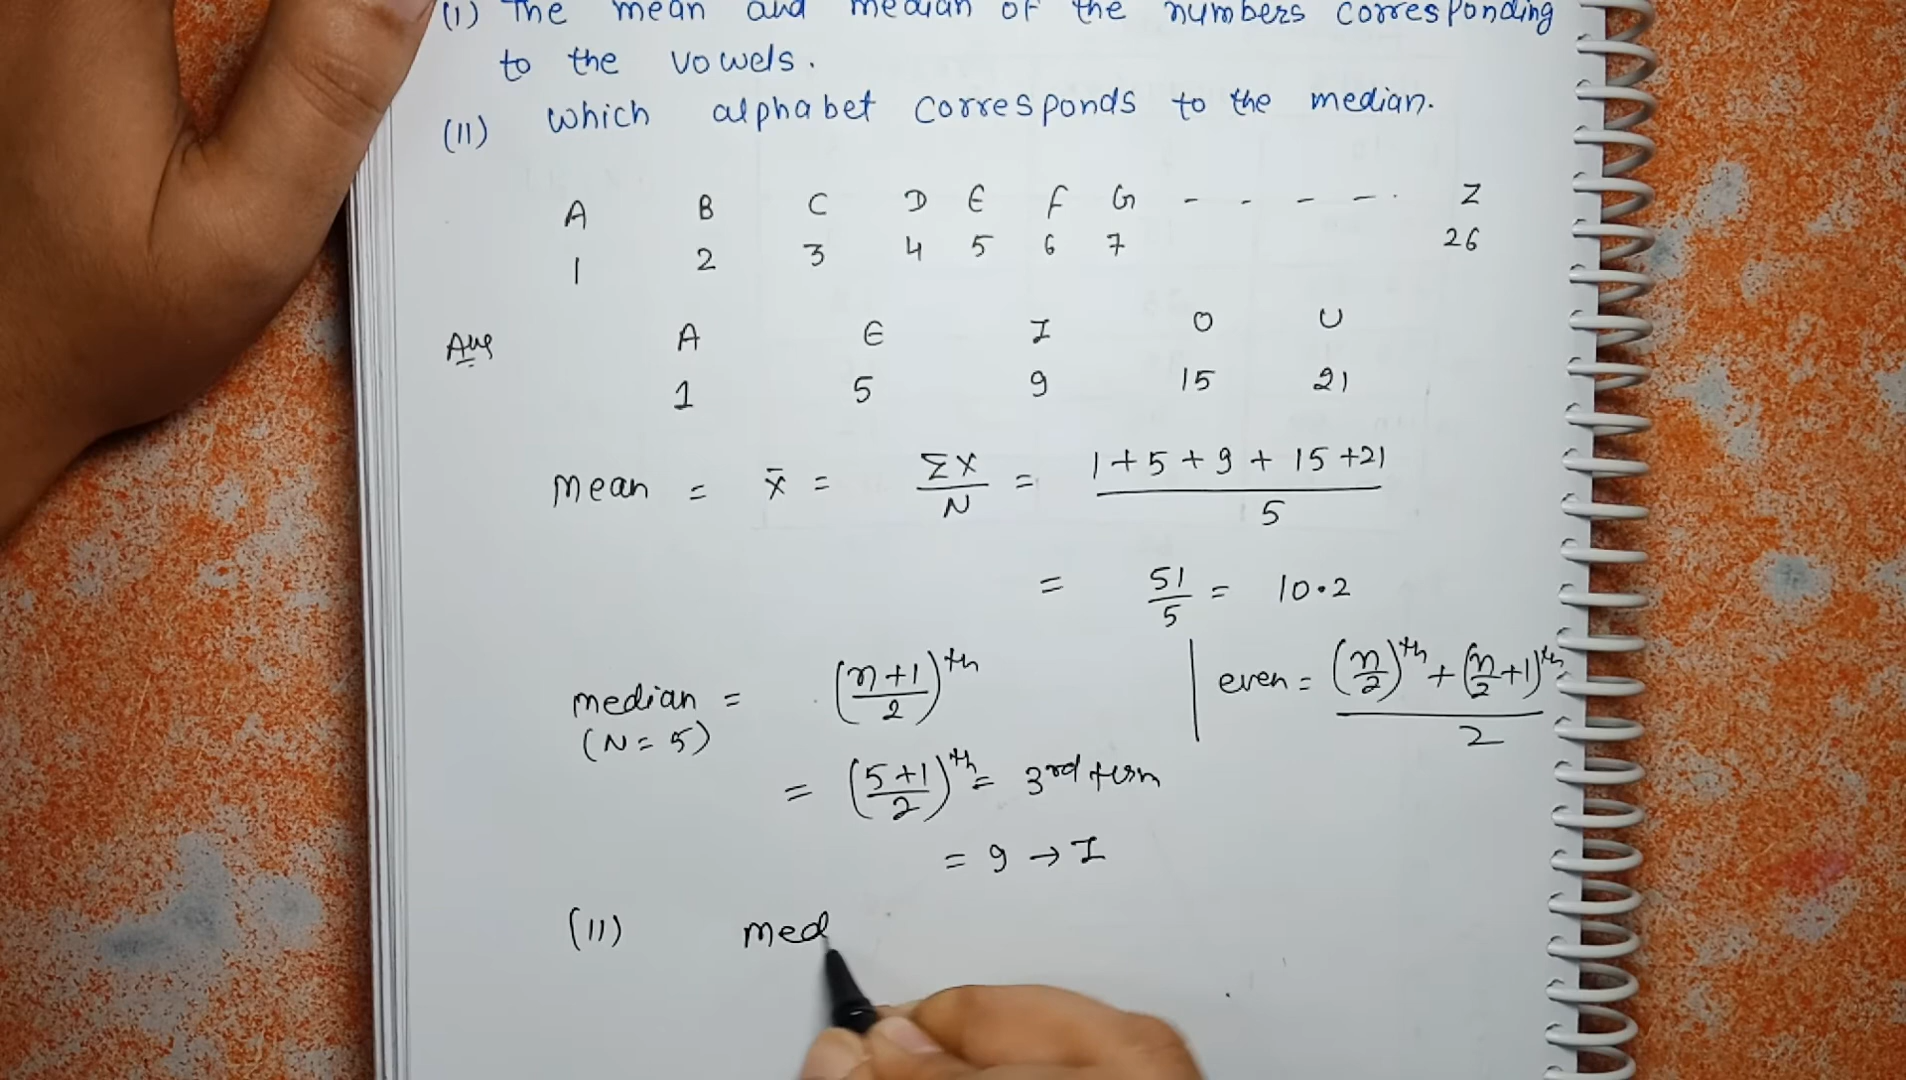 (I) The mean and median of the numbers corresponding
to the vowels.
(II) which alphabet corresponds to the median.
A B C D E F G - - - - . Z
1 2 3 4 5 6 7 26
Ans A E I O U
1 5 9 15 21
Mean = x̄ = ΣX/N = (1+5+9+15+21)/5
= 51/5 = 10.2
median = ((n+1)/2)^th | even = ((n/2)^th + (n/2+1)^th)/2
(N = 5)
= ((5+1)/2)^th = 3rd term
= 9 → I
(II) med